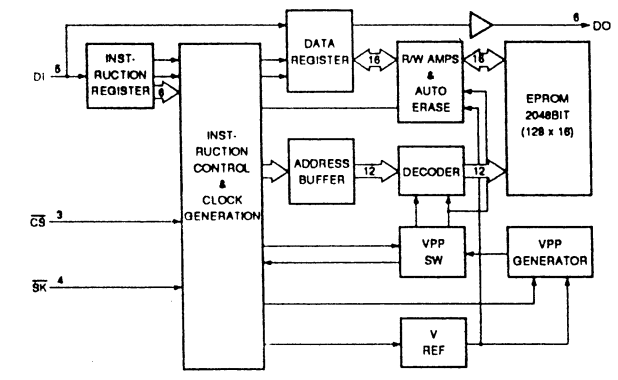 6 DO
DATA
REGISTER
INST-
RUCTION
REGISTER
DI 5
6
16
R/W AMPS
&
AUTO
ERASE
16
EPROM
2048BIT
(128 x 16)
INST-
RUCTION
CONTROL
&
CLOCK
GENERATION
ADDRESS
BUFFER
12
DECODER
12
CS 3
VPP
SW
VPP
GENERATOR
SK 4
V
REF